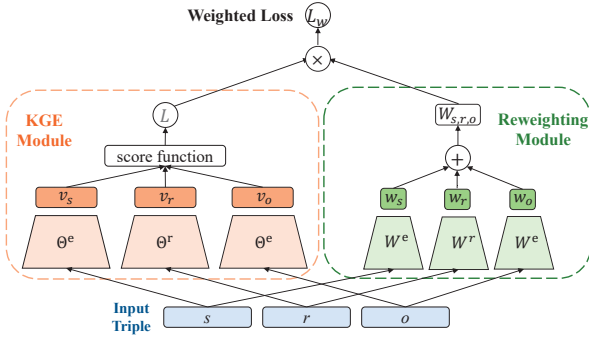 Weighted Loss L_w
×
KGE
Module
L
W_{s,r,o}
Reweighting
Module
score function
+
v_s v_r v_o w_s w_r w_o
Θ^e Θ^r Θ^e W^e W^r W^e
Input
Triple
s r o